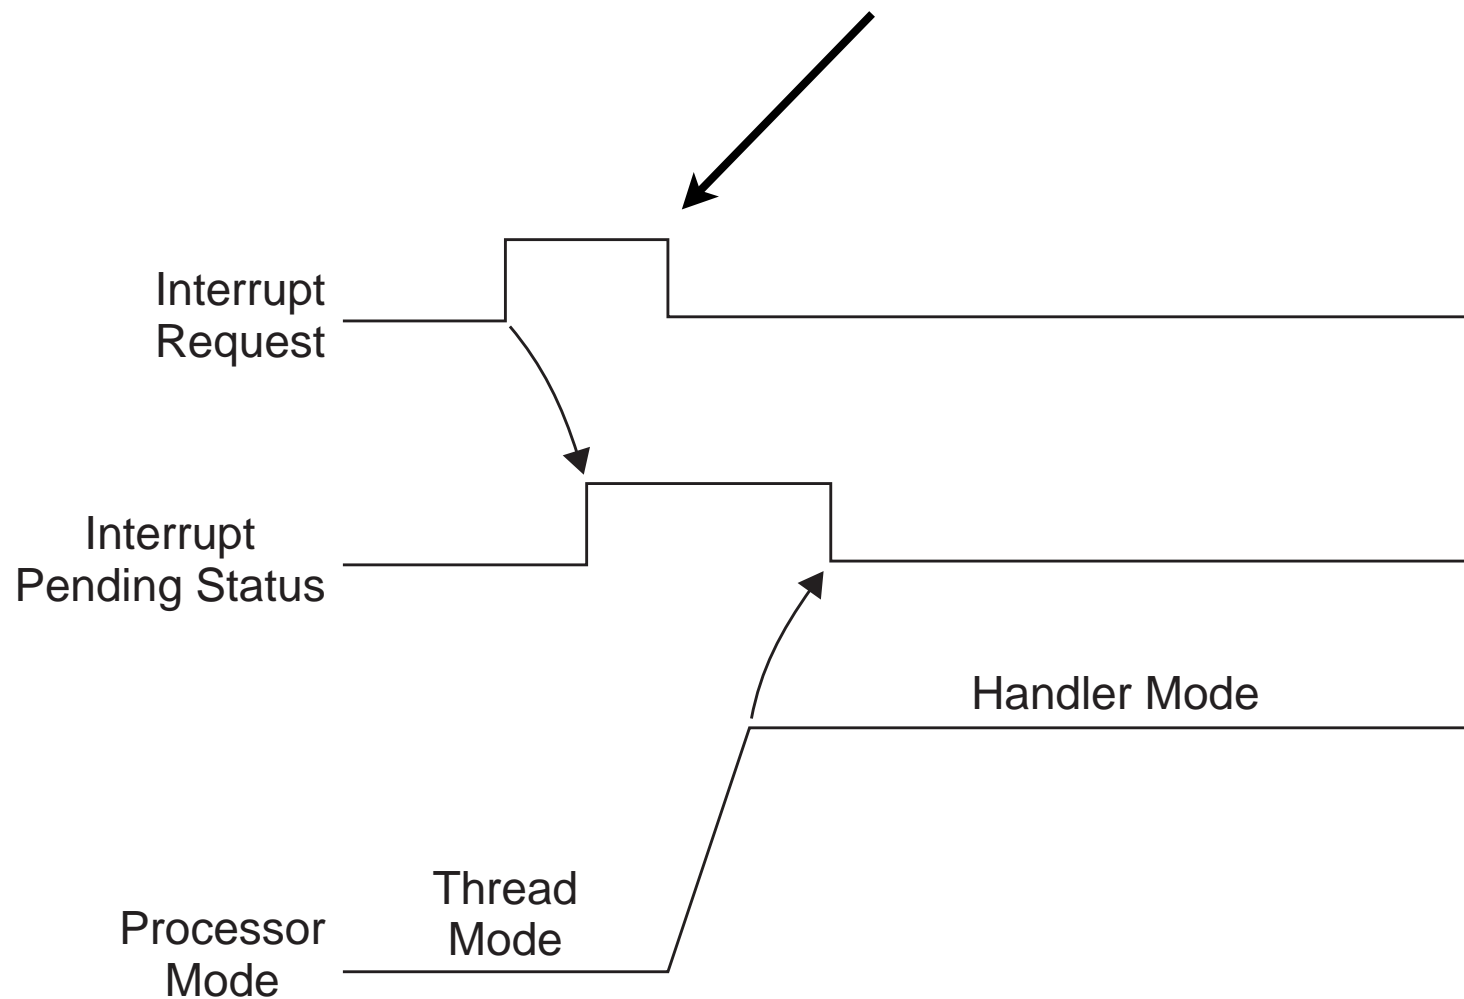 Interrupt
Request
Interrupt
Pending Status
Handler Mode
Thread
Mode
Processor
Mode